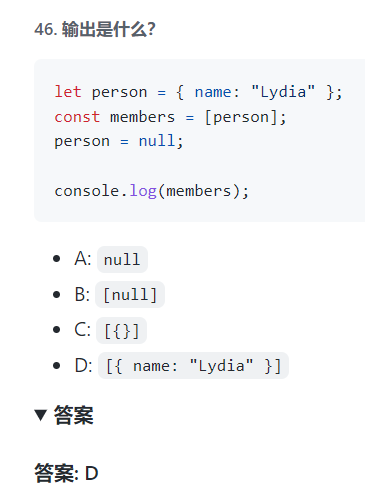 46. 输出是什么?
let person = { name: "Lydia" };
const members = [person];
person = null;
console.log(members);
• A: null
• B: [null]
• C: [{}]
• D: [{ name: "Lydia" }]
▼ 答案
答案: D